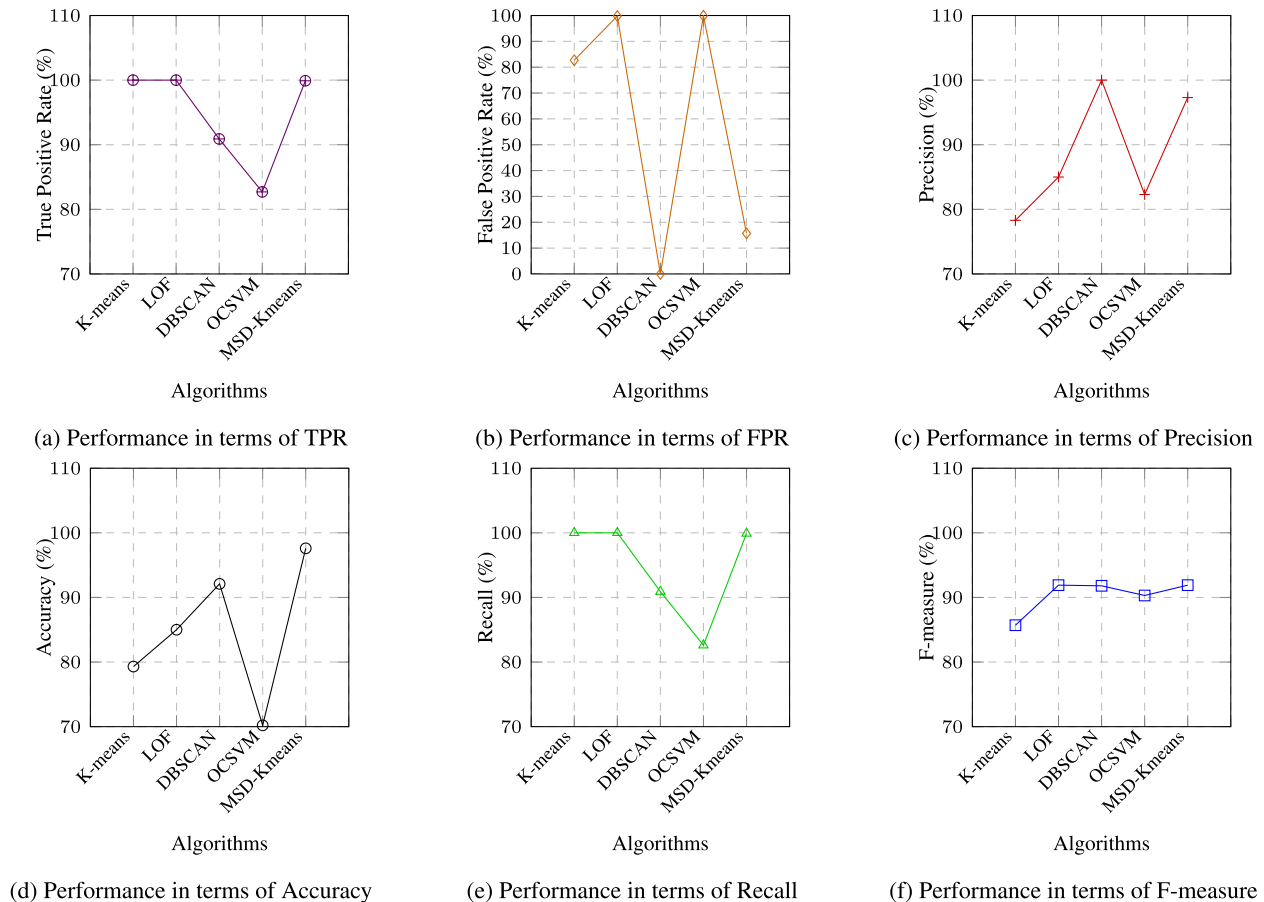 110
100
90
80
70
True Positive Rate (%)
K-means
LOF
DBSCAN
OCSVM
MSD-Kmeans
Algorithms
(a) Performance in terms of TPR
100
90
80
70
60
50
40
30
20
10
0
False Positive Rate (%)
K-means
LOF
DBSCAN
OCSVM
MSD-Kmeans
Algorithms
(b) Performance in terms of FPR
110
100
90
80
70
Precision (%)
K-means
LOF
DBSCAN
OCSVM
MSD-Kmeans
Algorithms
(c) Performance in terms of Precision
110
100
90
80
70
Accuracy (%)
K-means
LOF
DBSCAN
OCSVM
MSD-Kmeans
Algorithms
(d) Performance in terms of Accuracy
110
100
90
80
70
Recall (%)
K-means
LOF
DBSCAN
OCSVM
MSD-Kmeans
Algorithms
(e) Performance in terms of Recall
110
100
90
80
70
F-measure (%)
K-means
LOF
DBSCAN
OCSVM
MSD-Kmeans
Algorithms
(f) Performance in terms of F-measure